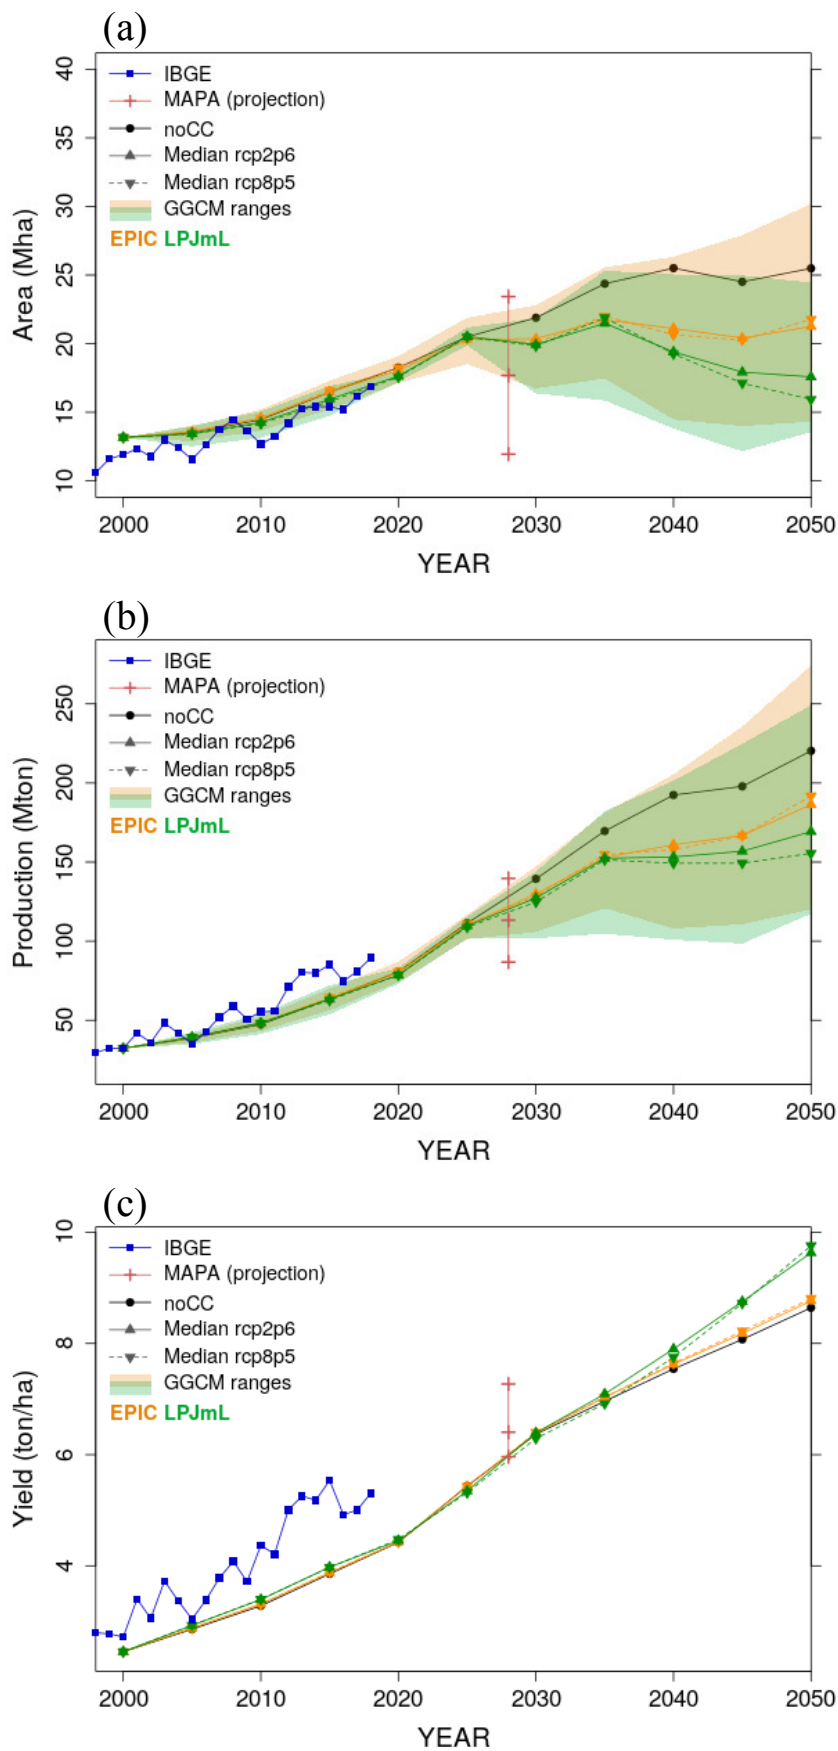 (a)
IBGE
MAPA (projection)
noCC
Median rcp2p6
Median rcp8p5
GGCM ranges
EPIC LPJmL
Area (Mha)
40
35
30
25
20
15
10
2000 2010 2020 2030 2040 2050
YEAR
(b)
IBGE
MAPA (projection)
noCC
Median rcp2p6
Median rcp8p5
GGCM ranges
EPIC LPJmL
Production (Mton)
250
200
150
100
50
2000 2010 2020 2030 2040 2050
YEAR
(c)
IBGE
MAPA (projection)
noCC
Median rcp2p6
Median rcp8p5
GGCM ranges
EPIC LPJmL
Yield (ton/ha)
10
8
6
4
2000 2010 2020 2030 2040 2050
YEAR